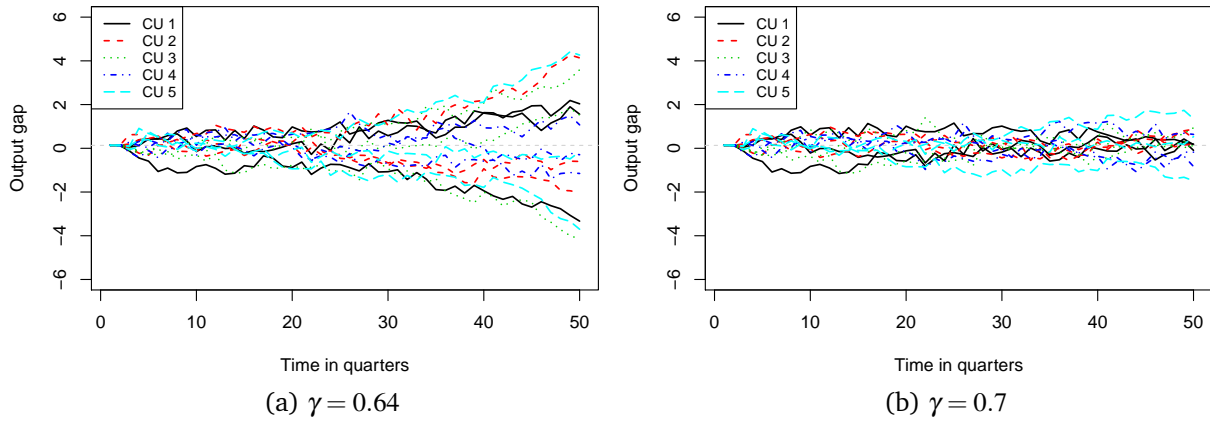 CU 1
CU 2
CU 3
CU 4
CU 5
Output gap
6
4
2
0
−2
−4
−6
0 10 20 30 40 50
Time in quarters
(a) γ = 0.64
CU 1
CU 2
CU 3
CU 4
CU 5
Output gap
6
4
2
0
−2
−4
−6
0 10 20 30 40 50
Time in quarters
(b) γ = 0.7